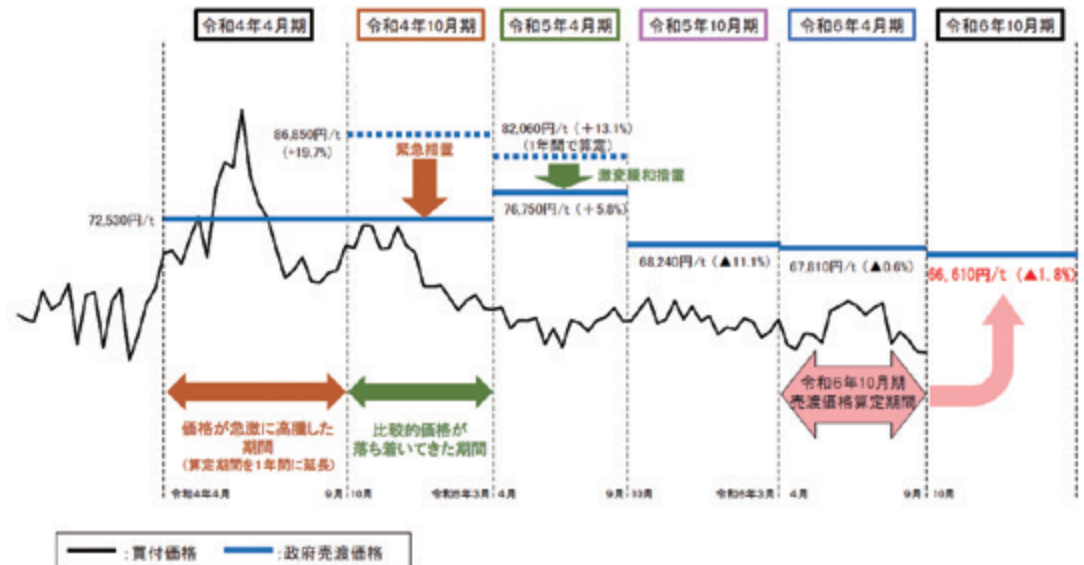 令和4年4月期
令和4年10月期
令和5年4月期
令和5年10月期
令和6年4月期
令和6年10月期
86,850円/t
(+19.7%)
緊急措置
82,060円/t (+13.1%)
(1年間で算定)
激変緩和措置
72,530円/t
76,750円/t (+5.8%)
68,240円/t (▲11.1%)
67,810円/t (▲0.6%)
66,610円/t (▲1.8%)
価格が急激に高騰した
期間
(算定期間を1年間に延長)
比較的価格が
落ち着いてきた期間
令和6年10月期
売渡価格算定期間
令和4年4月
9月
10月
令和5年3月
4月
9月
10月
令和6年3月
4月
9月
10月
:買付価格
:政府売渡価格